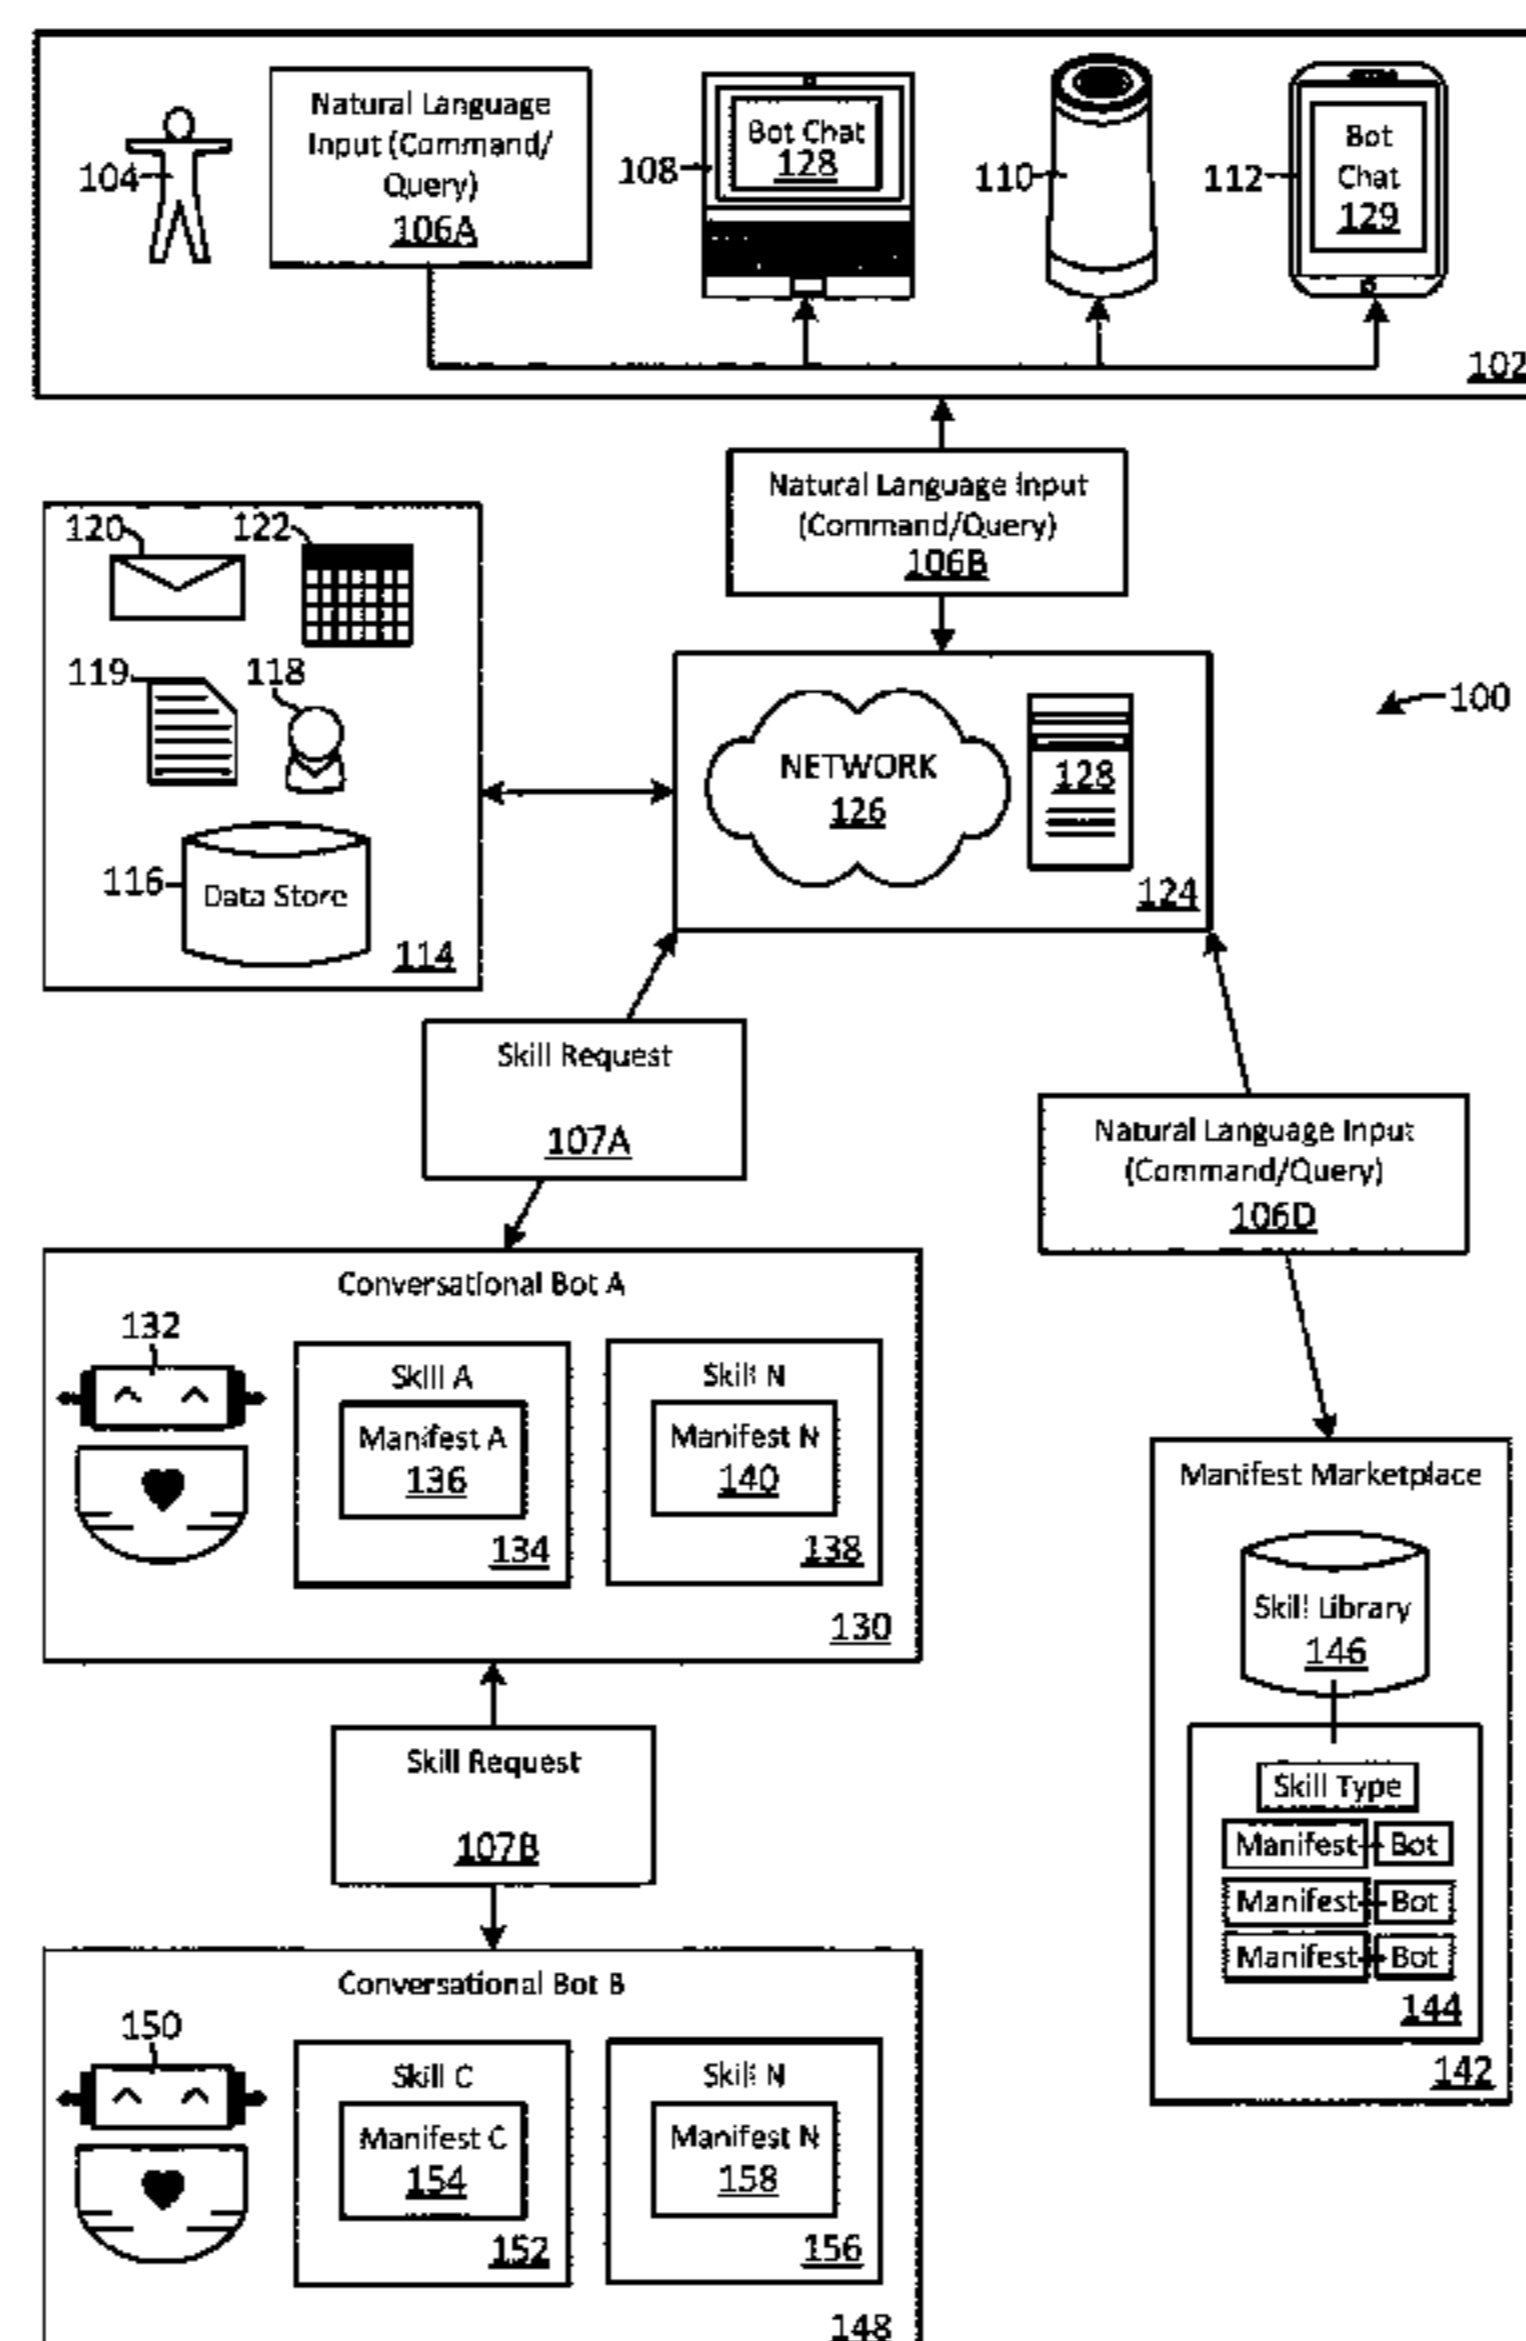 104
Natural Language
Input (Command/
Query)
106A
108
Bot Chat
128
110
112
Bot
Chat
129
102
Natural Language Input
(Command/Query)
106B
120
122
119
118
116
Data Store
114
NETWORK
126
128
124
100
Skill Request
107A
Natural Language Input
(Command/Query)
106D
Conversational Bot A
132
Skill A
Manifest A
136
134
Skill N
Manifest N
140
138
130
Manifest Marketplace
Skill Library
146
Skill Type
Manifest Bot
Manifest Bot
Manifest Bot
144
142
Skill Request
107B
Conversational Bot B
150
Skill C
Manifest C
154
152
Skill N
Manifest N
158
156
148